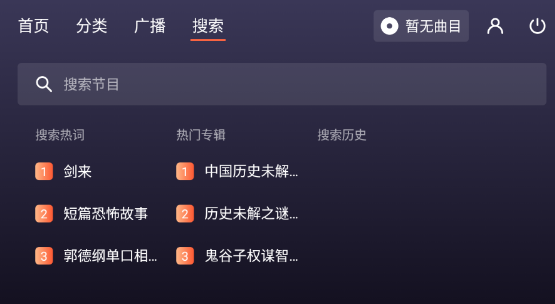 首页 分类 广播 搜索 暂无曲目
搜索节目
搜索热词 热门专辑 搜索历史
1 剑来 1 中国历史未解...
2 短篇恐怖故事 2 历史未解之谜...
3 郭德纲单口相... 3 鬼谷子权谋智...